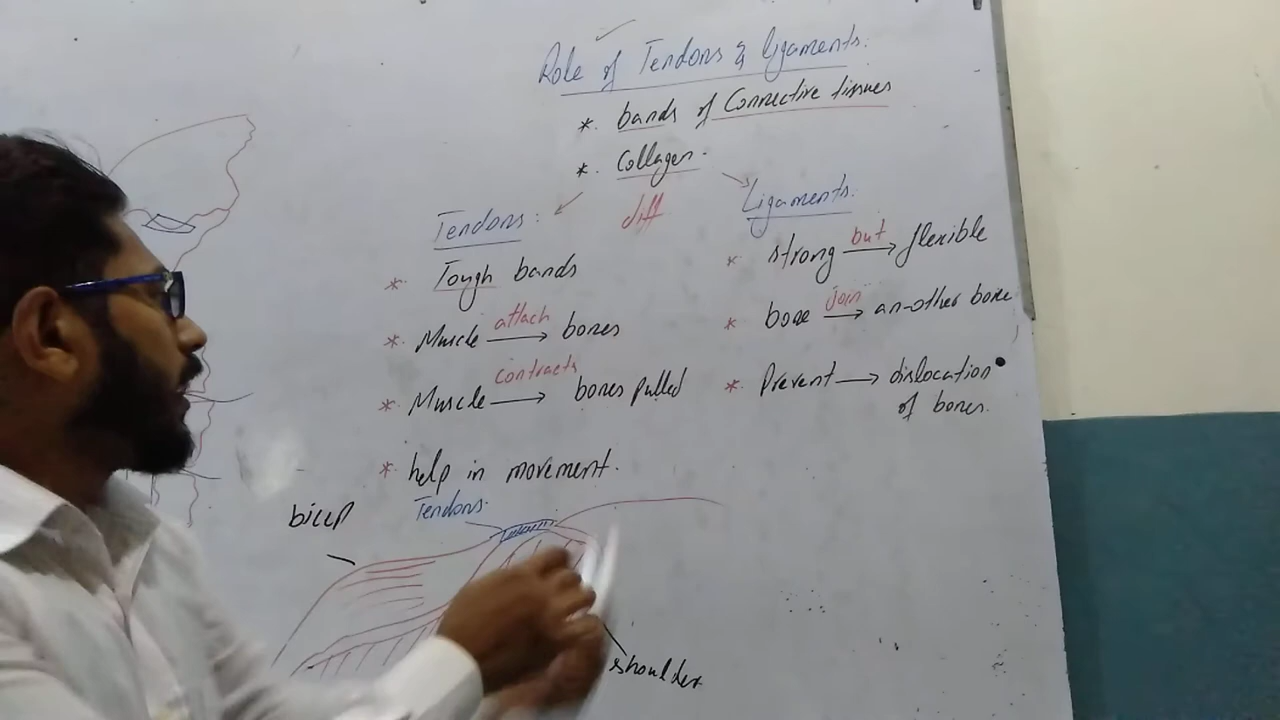 Role of Tendons & ligaments.
*. bands of Connective tissues
*. Collagen.
diff
Tendons:
* Tough bands
* Muscle attach → bones
* Muscle contracts → bones pulled
* help in movement.
Ligaments.
* strong but → flexible
* bone join → an-other bone
* Prevent → dislocation
of bones.
Tendons.
bicep
shoulder